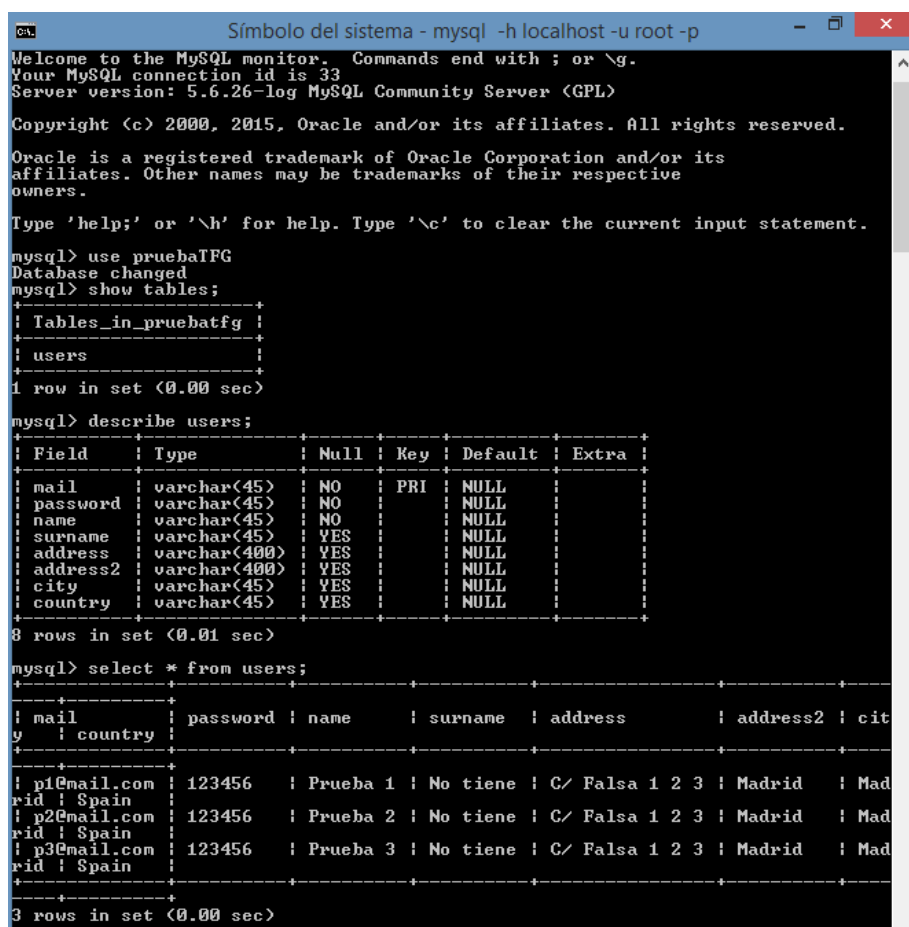 Símbolo del sistema - mysql -h localhost -u root -p
Welcome to the MySQL monitor.  Commands end with ; or \g.
Your MySQL connection id is 33
Server version: 5.6.26-log MySQL Community Server (GPL)

Copyright (c) 2000, 2015, Oracle and/or its affiliates. All rights reserved.

Oracle is a registered trademark of Oracle Corporation and/or its
affiliates. Other names may be trademarks of their respective
owners.

Type 'help;' or '\h' for help. Type '\c' to clear the current input statement.

mysql> use pruebaTFG
Database changed
mysql> show tables;
+---------------------+
| Tables_in_pruebatfg |
+---------------------+
| users               |
+---------------------+
1 row in set (0.00 sec)

mysql> describe users;
+----------+--------------+------+-----+---------+-------+
| Field    | Type         | Null | Key | Default | Extra |
+----------+--------------+------+-----+---------+-------+
| mail     | varchar(45)  | NO   | PRI | NULL    |       |
| password | varchar(45)  | NO   |     | NULL    |       |
| name     | varchar(45)  | NO   |     | NULL    |       |
| surname  | varchar(45)  | YES  |     | NULL    |       |
| address  | varchar(400) | YES  |     | NULL    |       |
| address2 | varchar(400) | YES  |     | NULL    |       |
| city     | varchar(45)  | YES  |     | NULL    |       |
| country  | varchar(45)  | YES  |     | NULL    |       |
+----------+--------------+------+-----+---------+-------+
8 rows in set (0.01 sec)

mysql> select * from users;
+-------------+----------+----------+----------+----------------+----------+----
----+---------+
| mail        | password | name     | surname  | address        | address2 | cit
y    | country |
+-------------+----------+----------+----------+----------------+----------+----
----+---------+
| p1@mail.com | 123456   | Prueba 1 | No tiene | C/ Falsa 1 2 3 | Madrid   | Mad
rid | Spain   |
| p2@mail.com | 123456   | Prueba 2 | No tiene | C/ Falsa 1 2 3 | Madrid   | Mad
rid | Spain   |
| p3@mail.com | 123456   | Prueba 3 | No tiene | C/ Falsa 1 2 3 | Madrid   | Mad
rid | Spain   |
+-------------+----------+----------+----------+----------------+----------+----
----+---------+
3 rows in set (0.00 sec)